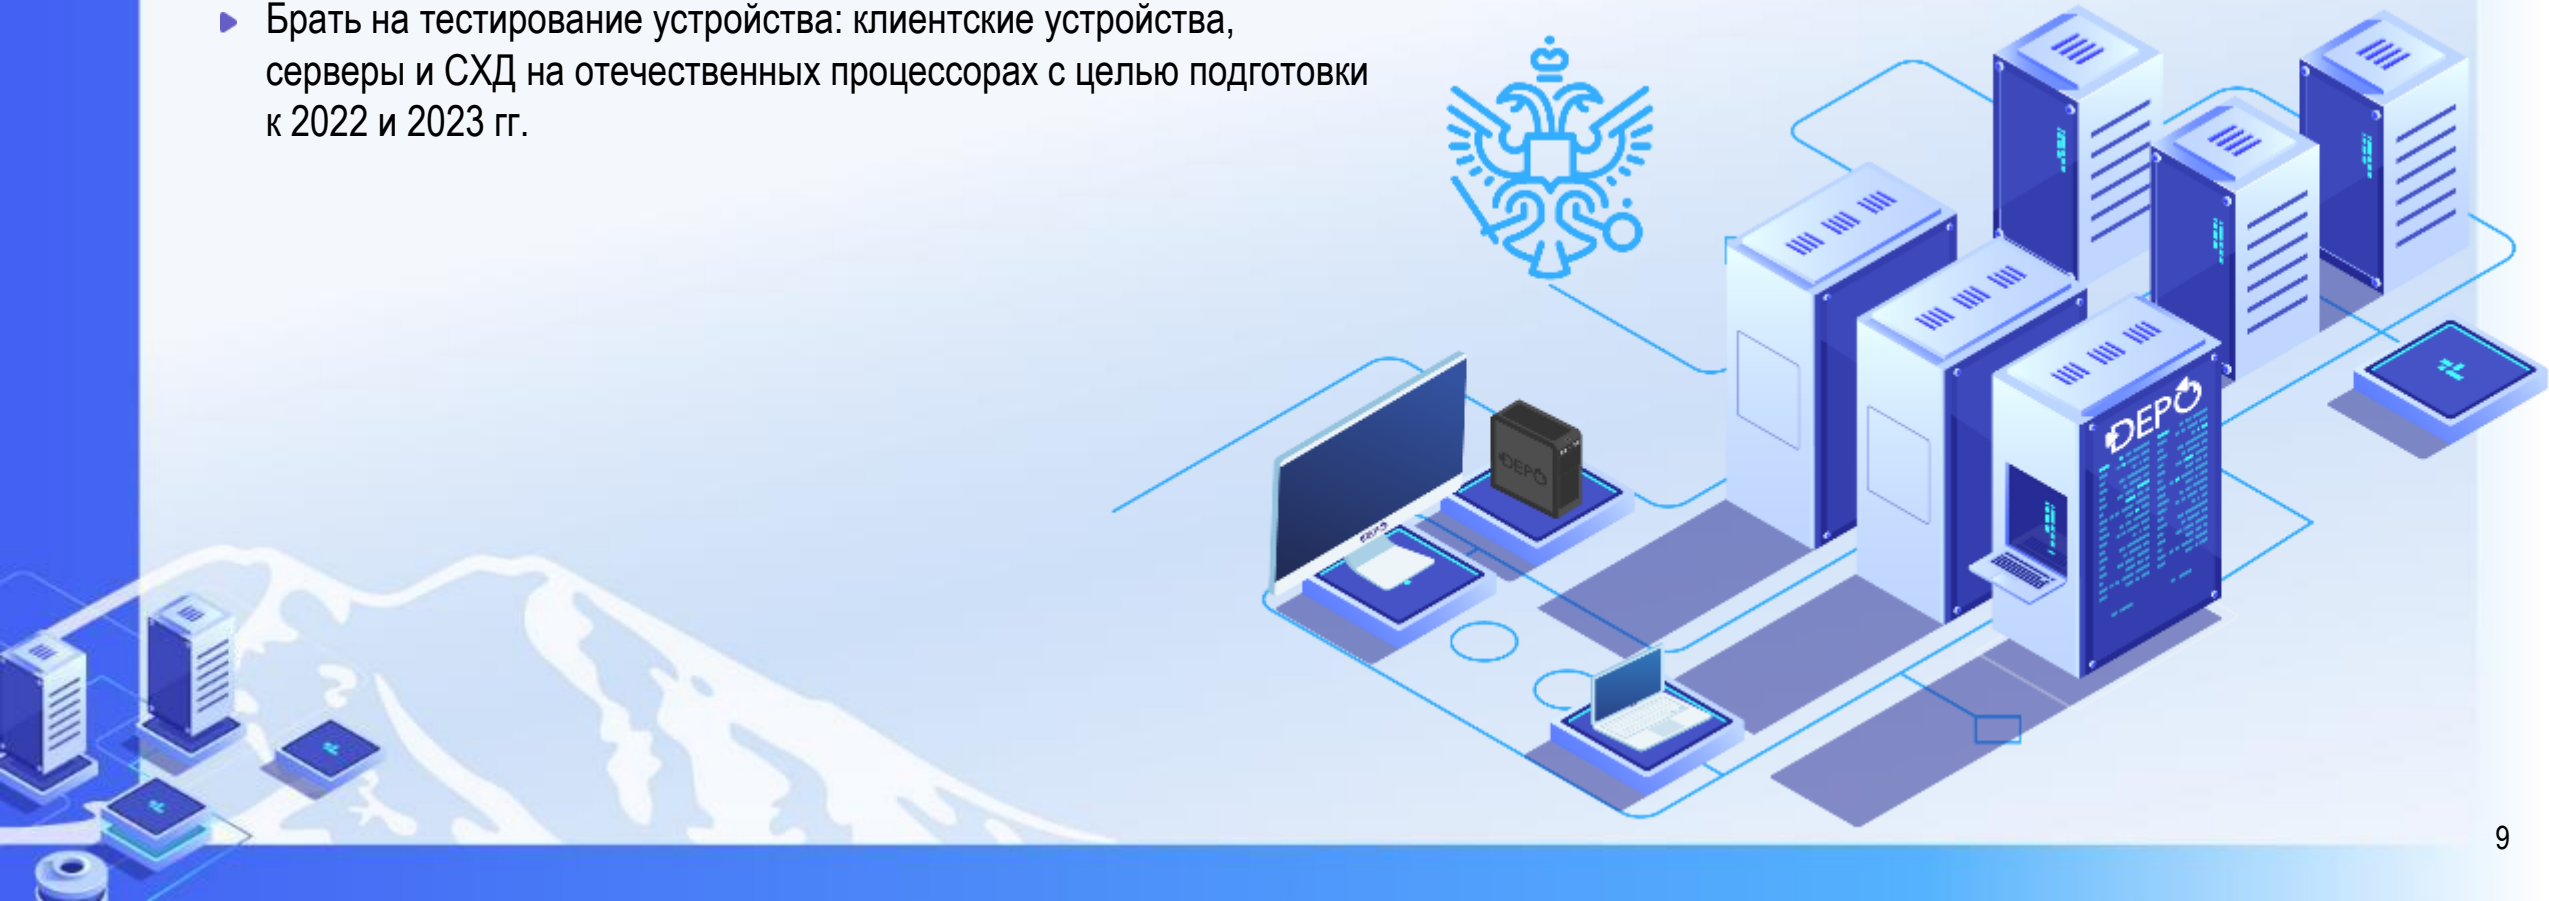 Брать на тестирование устройства: клиентские устройства,
серверы и СХД на отечественных процессорах с целью подготовки
к 2022 и 2023 гг.
DEPO
DEPO
DEPO
9